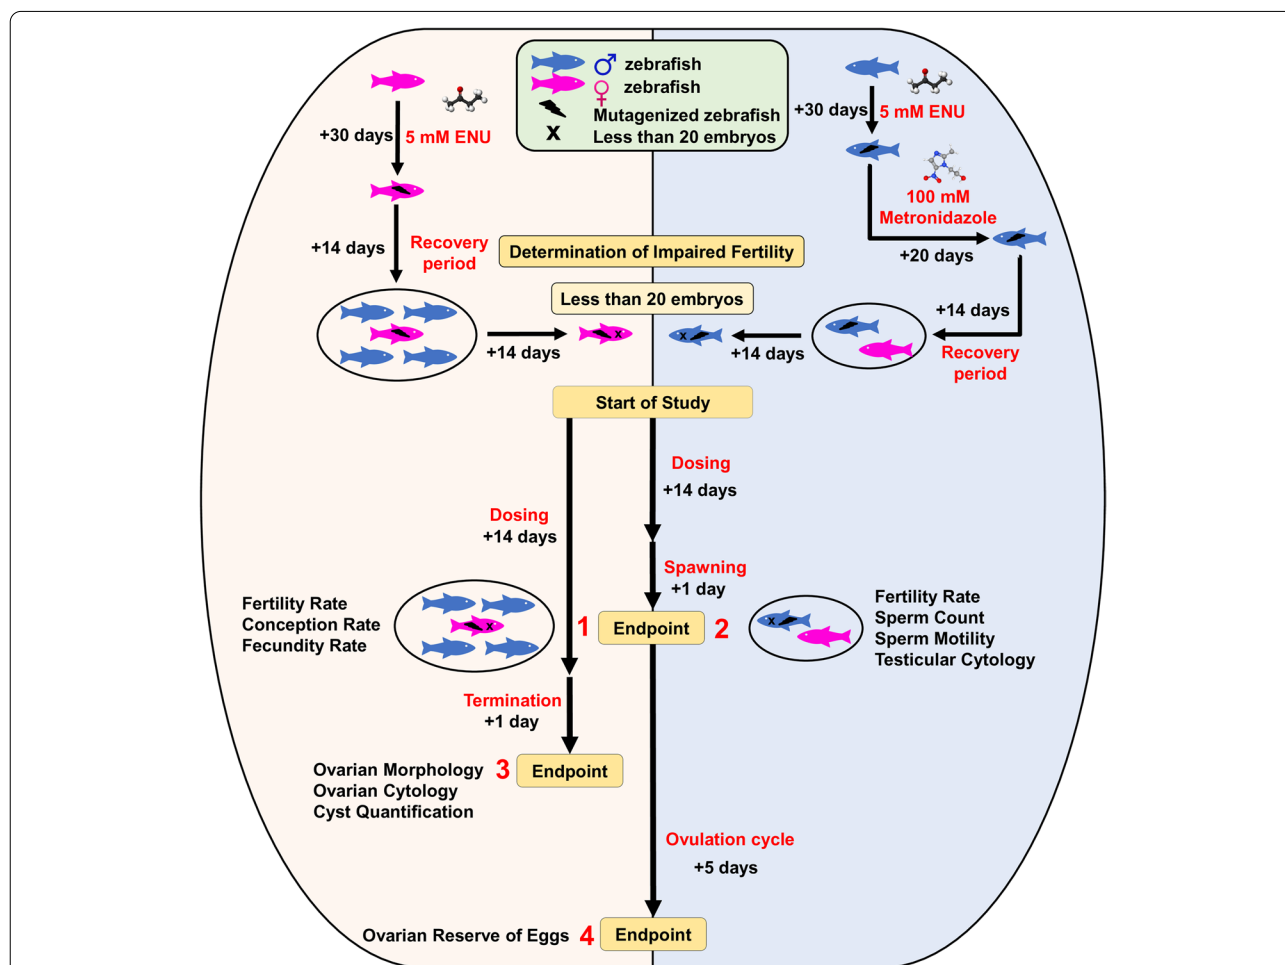 ♂ zebrafish
♀ zebrafish
Mutagenized zebrafish
x Less than 20 embryos
+30 days
5 mM ENU
+14 days
Recovery
period
+30 days
5 mM ENU
100 mM
Metronidazole
+20 days
+14 days
Recovery
period
Determination of Impaired Fertility
Less than 20 embryos
+14 days
x
x
+14 days
Start of Study
Dosing
+14 days
Dosing
+14 days
Spawning
+1 day
Fertility Rate
Conception Rate
Fecundity Rate
x
1
Endpoint
2
x
Fertility Rate
Sperm Count
Sperm Motility
Testicular Cytology
Termination
+1 day
Ovarian Morphology
Ovarian Cytology
Cyst Quantification
3
Endpoint
Ovulation cycle
+5 days
Ovarian Reserve of Eggs
4
Endpoint